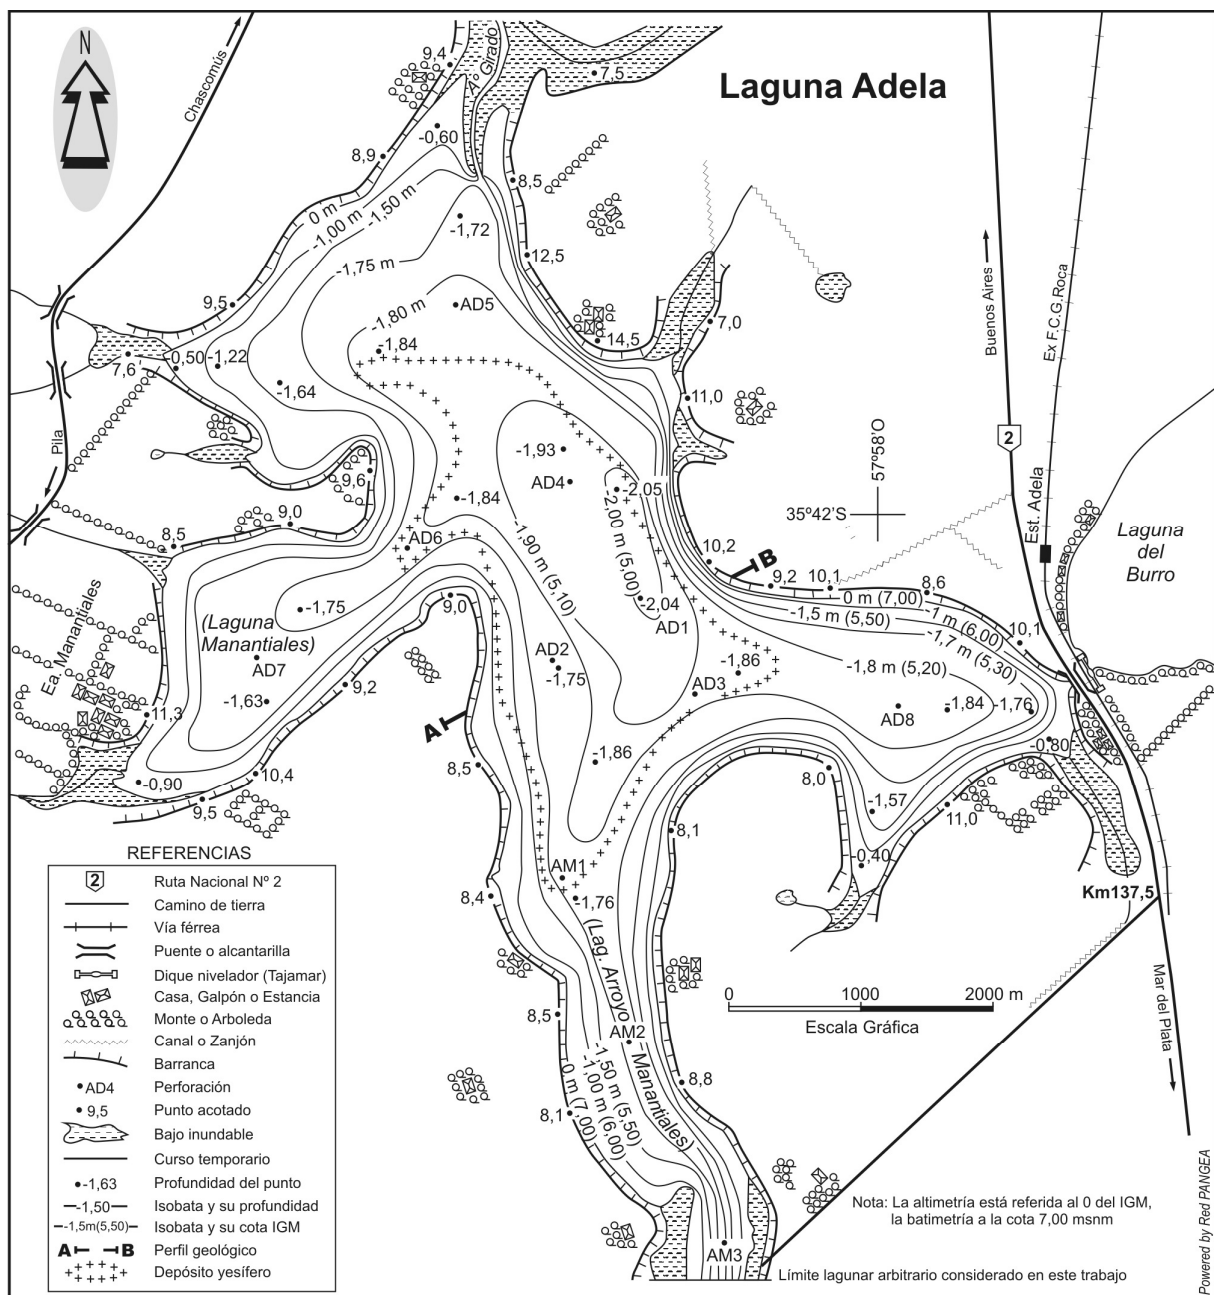 Laguna Adela
N
Chascomús
9,4
Aº Girado
7,5
-0,60
8,9
8,5
0 m
-1,00 m
-1,50 m
-1,72
12,5
-1,75 m
9,5
AD5
-1,80 m
14,5
7,0
Buenos Aires
Ex F.C.G.Roca
-1,84
7,6
-0,50
-1,22
-1,64
11,0
Pila
2
-1,93
9,6
AD4
-2,05
57º58'O
-1,84
35º42'S
9,0
8,5
AD6
-1,90 m (5,10)
-2,00 m (5,00)
Est. Adela
Laguna
del
Burro
10,2
B
9,2
10,1
8,6
0 m (7,00)
-1 m (6,00)
-1,5 m (5,50)
-1,7 m (5,30)
10,1
9,0
-1,75
-2,04
AD1
Ea. Manantiales
(Laguna
Manantiales)
AD7
AD2
-1,75
-1,86
AD3
-1,8 m (5,20)
9,2
-1,63
11,3
AD8
-1,84
-1,76
A
-0,80
8,5
-1,86
8,0
10,4
-0,90
9,5
-1,57
11,0
8,1
-0,40
AM1
8,4
-1,76
Km137,5
(Lag. Arroyo Manantiales)
0 1000 2000 m
Escala Gráfica
8,5
AM2
Mar del Plata
-1,50 m (5,50)
-1,00 m (6,00)
0 m (7,00)
8,8
8,1
AM3
REFERENCIAS
2 Ruta Nacional Nº 2
Camino de tierra
Vía férrea
Puente o alcantarilla
Dique nivelador (Tajamar)
Casa, Galpón o Estancia
Monte o Arboleda
Canal o Zanjón
Barranca
AD4 Perforación
9,5 Punto acotado
Bajo inundable
Curso temporario
-1,63 Profundidad del punto
-1,50 Isobata y su profundidad
-1,5m(5,50) Isobata y su cota IGM
A B Perfil geológico
Depósito yesífero
Nota: La altimetría está referida al 0 del IGM,
la batimetría a la cota 7,00 msnm
Límite lagunar arbitrario considerado en este trabajo
Powered by Red PANGEA